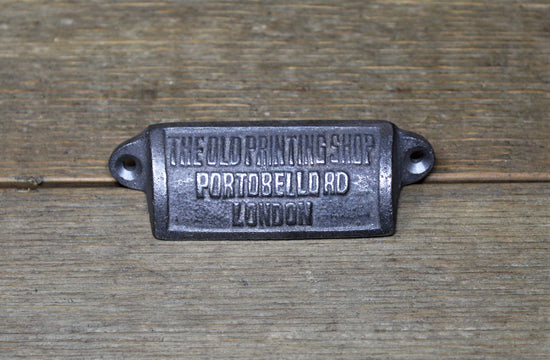 THE OLD PRINTING SHOP
PORTOBELLO RD
LONDON